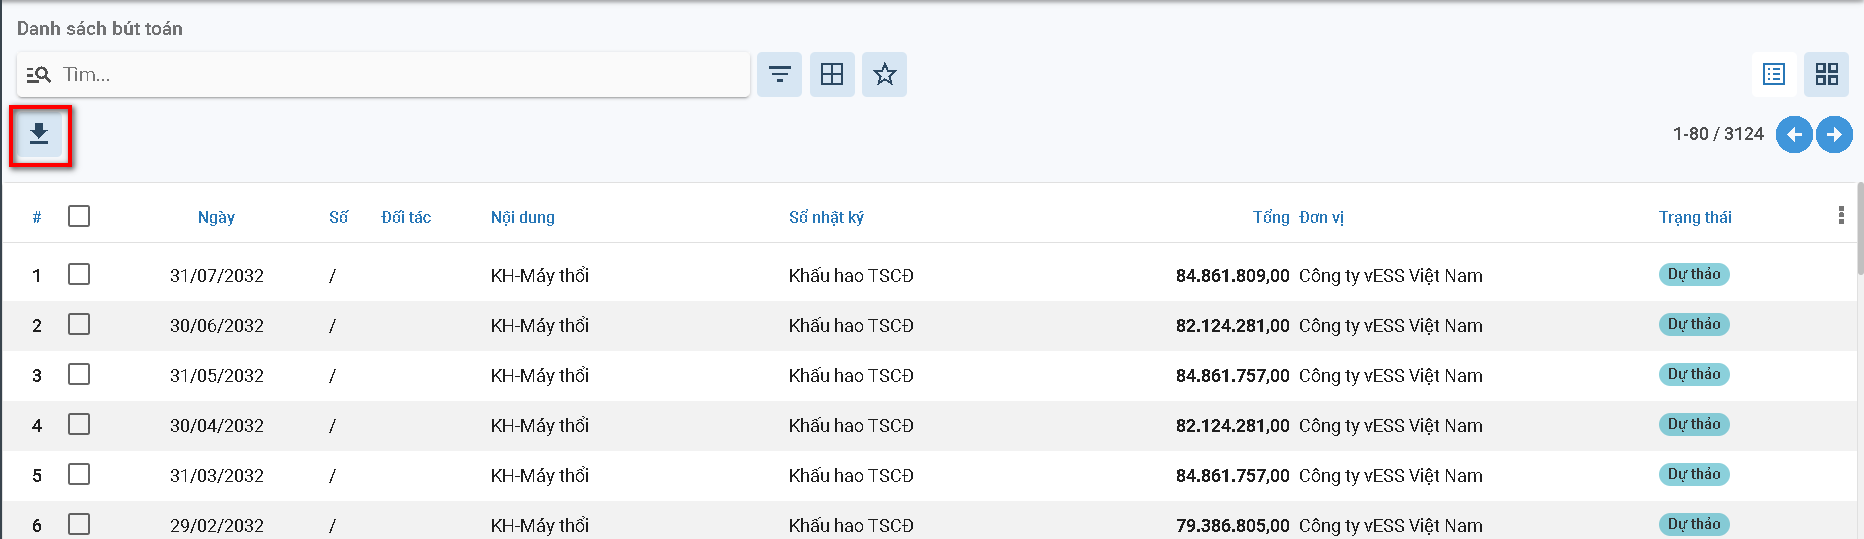 Danh sách bút toán
Tìm...
1-80 / 3124
# Ngày Số Đối tác Nội dung Sổ nhật ký Tổng Đơn vị Trạng thái
1 31/07/2032 / KH-Máy thổi Khấu hao TSCĐ 84.861.809,00 Công ty vESS Việt Nam Dự thảo
2 30/06/2032 / KH-Máy thổi Khấu hao TSCĐ 82.124.281,00 Công ty vESS Việt Nam Dự thảo
3 31/05/2032 / KH-Máy thổi Khấu hao TSCĐ 84.861.757,00 Công ty vESS Việt Nam Dự thảo
4 30/04/2032 / KH-Máy thổi Khấu hao TSCĐ 82.124.281,00 Công ty vESS Việt Nam Dự thảo
5 31/03/2032 / KH-Máy thổi Khấu hao TSCĐ 84.861.757,00 Công ty vESS Việt Nam Dự thảo
6 29/02/2032 / KH-Máy thổi Khấu hao TSCĐ 79.386.805,00 Công ty vESS Việt Nam Dự thảo